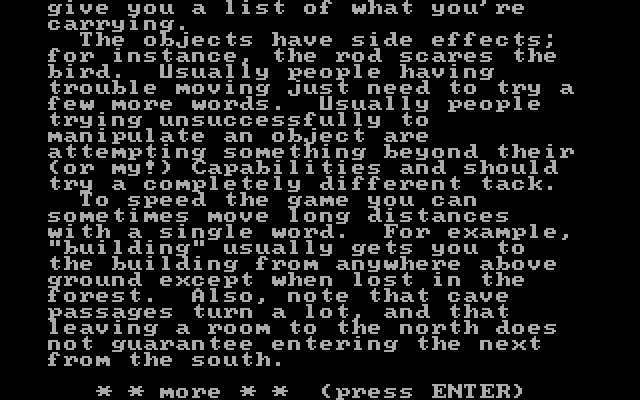 give you a list of what you're
carrying.
The objects have side effects;
for instance, the rod scares the
bird.  Usually people having
trouble moving just need to try a
few more words.  Usually people
trying unsuccessfully to
manipulate an object are
attempting something beyond their
(or my!) Capabilities and should
try a completely different tack.
To speed the game you can
sometimes move long distances
with a single word.  For example,
"building" usually gets you to
the building from anywhere above
ground except when lost in the
forest.  Also, note that cave
passages turn a lot, and that
leaving a room to the north does
not guarantee entering the next
from the south.
* * more * *  (press ENTER)